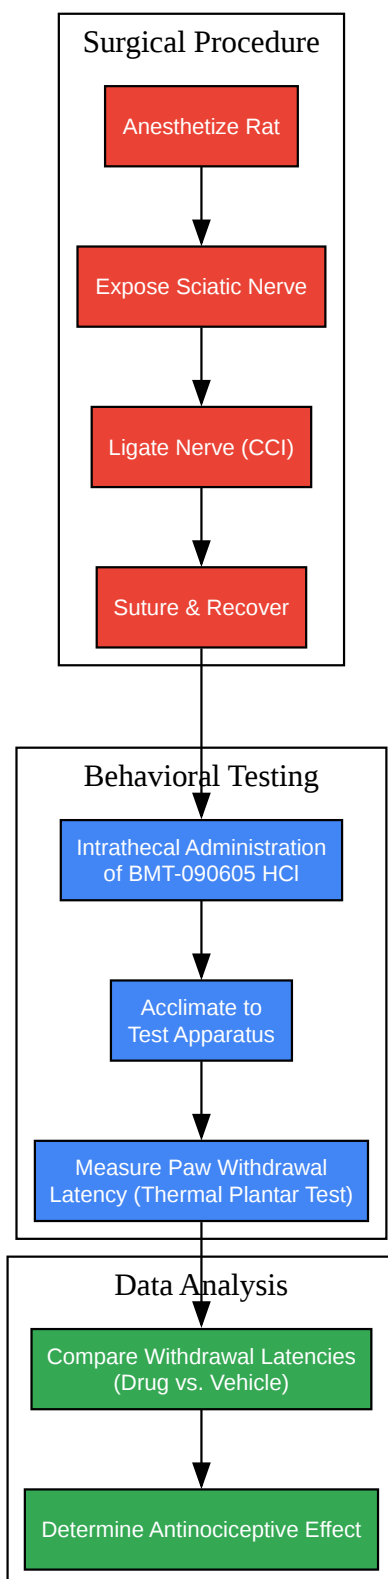 Surgical Procedure
Anesthetize Rat
Expose Sciatic Nerve
Ligate Nerve (CCI)
Suture & Recover
Behavioral Testing
Intrathecal Administration
of BMT-090605 HCl
Acclimate to
Test Apparatus
Measure Paw Withdrawal
Latency (Thermal Plantar Test)
Data Analysis
Compare Withdrawal Latencies
(Drug vs. Vehicle)
Determine Antinociceptive Effect